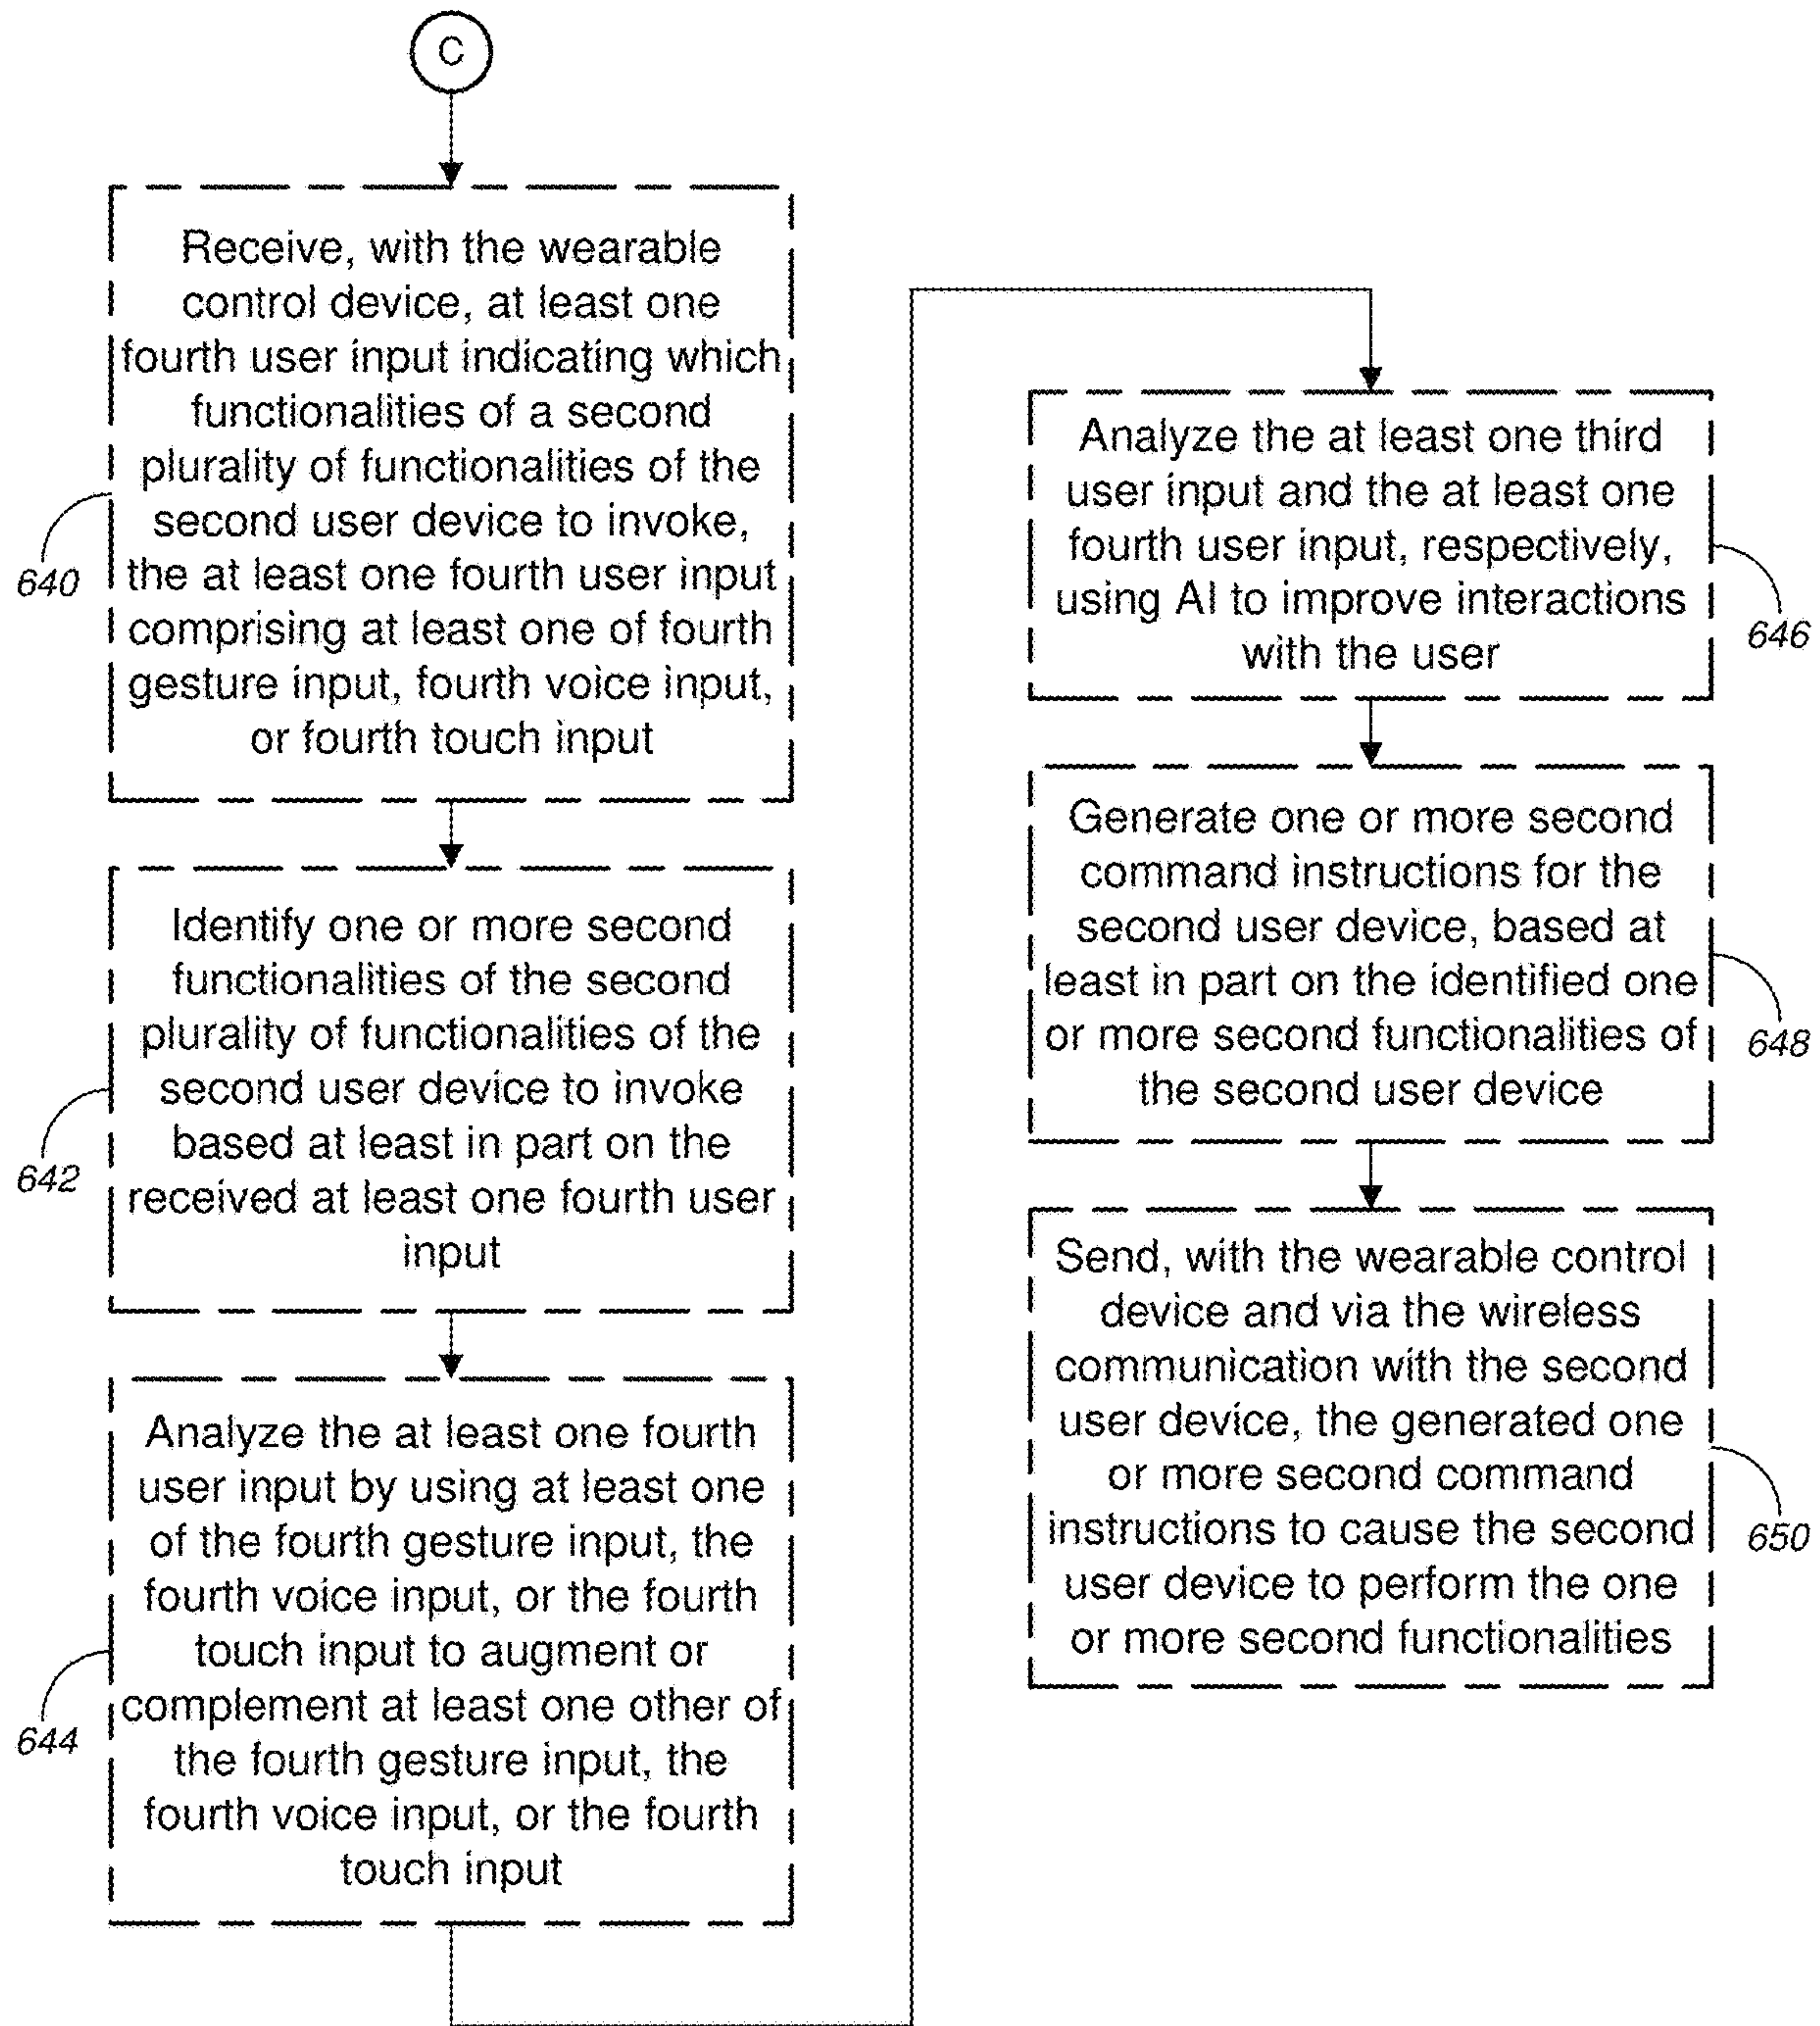 C
Receive, with the wearable
control device, at least one
fourth user input indicating which
functionalities of a second
plurality of functionalities of the
second user device to invoke,
the at least one fourth user input
comprising at least one of fourth
gesture input, fourth voice input,
or fourth touch input
640
Identify one or more second
functionalities of the second
plurality of functionalities of the
second user device to invoke
based at least in part on the
received at least one fourth user
input
642
Analyze the at least one fourth
user input by using at least one
of the fourth gesture input, the
fourth voice input, or the fourth
touch input to augment or
complement at least one other of
the fourth gesture input, the
fourth voice input, or the fourth
touch input
644
Analyze the at least one third
user input and the at least one
fourth user input, respectively,
using AI to improve interactions
with the user
646
Generate one or more second
command instructions for the
second user device, based at
least in part on the identified one
or more second functionalities of
the second user device
648
Send, with the wearable control
device and via the wireless
communication with the second
user device, the generated one
or more second command
instructions to cause the second
user device to perform the one
or more second functionalities
650